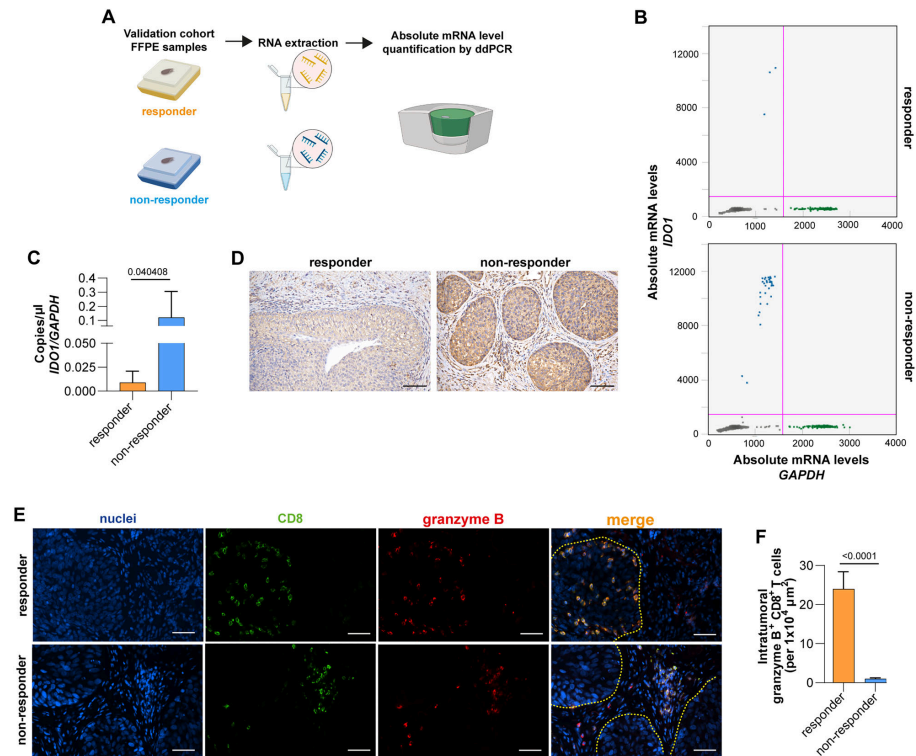 A
Validation cohort
FFPE samples
RNA extraction
Absolute mRNA level
quantification by ddPCR
responder
non-responder
B
12000
8000
4000
0
0
1000
2000
3000
4000
responder
12000
8000
4000
0
0
1000
2000
3000
4000
non-responder
Absolute mRNA levels
IDO1
Absolute mRNA levels
GAPDH
C
0.040408
0.4
0.3
0.2
0.1
0.050
0.025
0.000
Copies/µl
IDO1/GAPDH
responder
non-responder
D
responder
non-responder
E
nuclei
CD8
granzyme B
merge
responder
non-responder
F
<0.0001
30
20
10
0
Intratumoral
granzyme B⁺ CD8⁺ T cells
(per 1x10⁴ µm²)
responder
non-responder